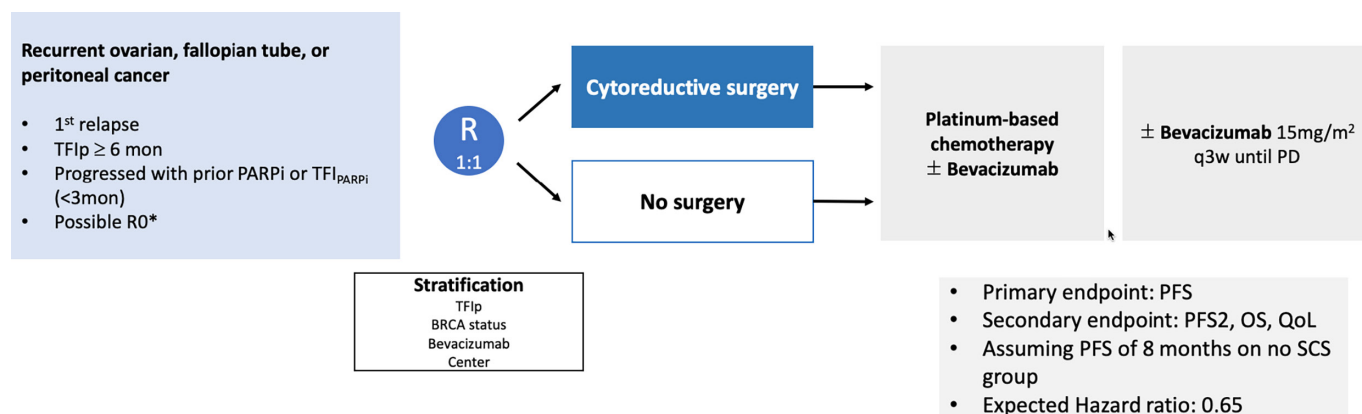 Recurrent ovarian, fallopian tube, or
peritoneal cancer
• 1st relapse
• TFIp ≥ 6 mon
• Progressed with prior PARPi or TFIPARPi
(<3mon)
• Possible R0*
R
1:1
Cytoreductive surgery
No surgery
Platinum-based
chemotherapy
± Bevacizumab
± Bevacizumab 15mg/m²
q3w until PD
Stratification
TFIp
BRCA status
Bevacizumab
Center
• Primary endpoint: PFS
• Secondary endpoint: PFS2, OS, QoL
• Assuming PFS of 8 months on no SCS
group
• Expected Hazard ratio: 0.65